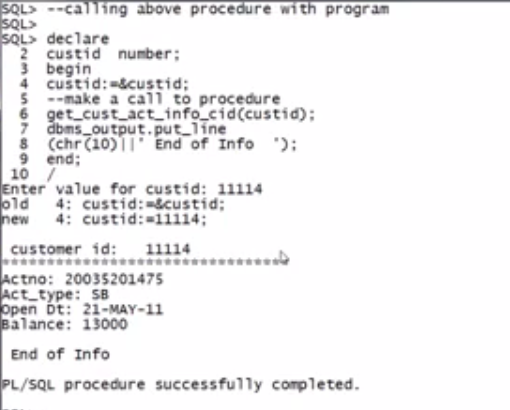 SQL> --calling above procedure with program
SQL>
SQL> declare
2 custid number;
3 begin
4 custid:=&custid;
5 --make a call to procedure
6 get_cust_act_info_cid(custid);
7 dbms_output.put_line
8 (chr(10)||' End of Info ');
9 end;
10 /
Enter value for custid: 11114
old 4: custid:=&custid;
new 4: custid:=11114;
customer id: 11114
****************************************
Actno: 20035201475
Act_type: SB
Open Dt: 21-MAY-11
Balance: 13000
End of Info
PL/SQL procedure successfully completed.